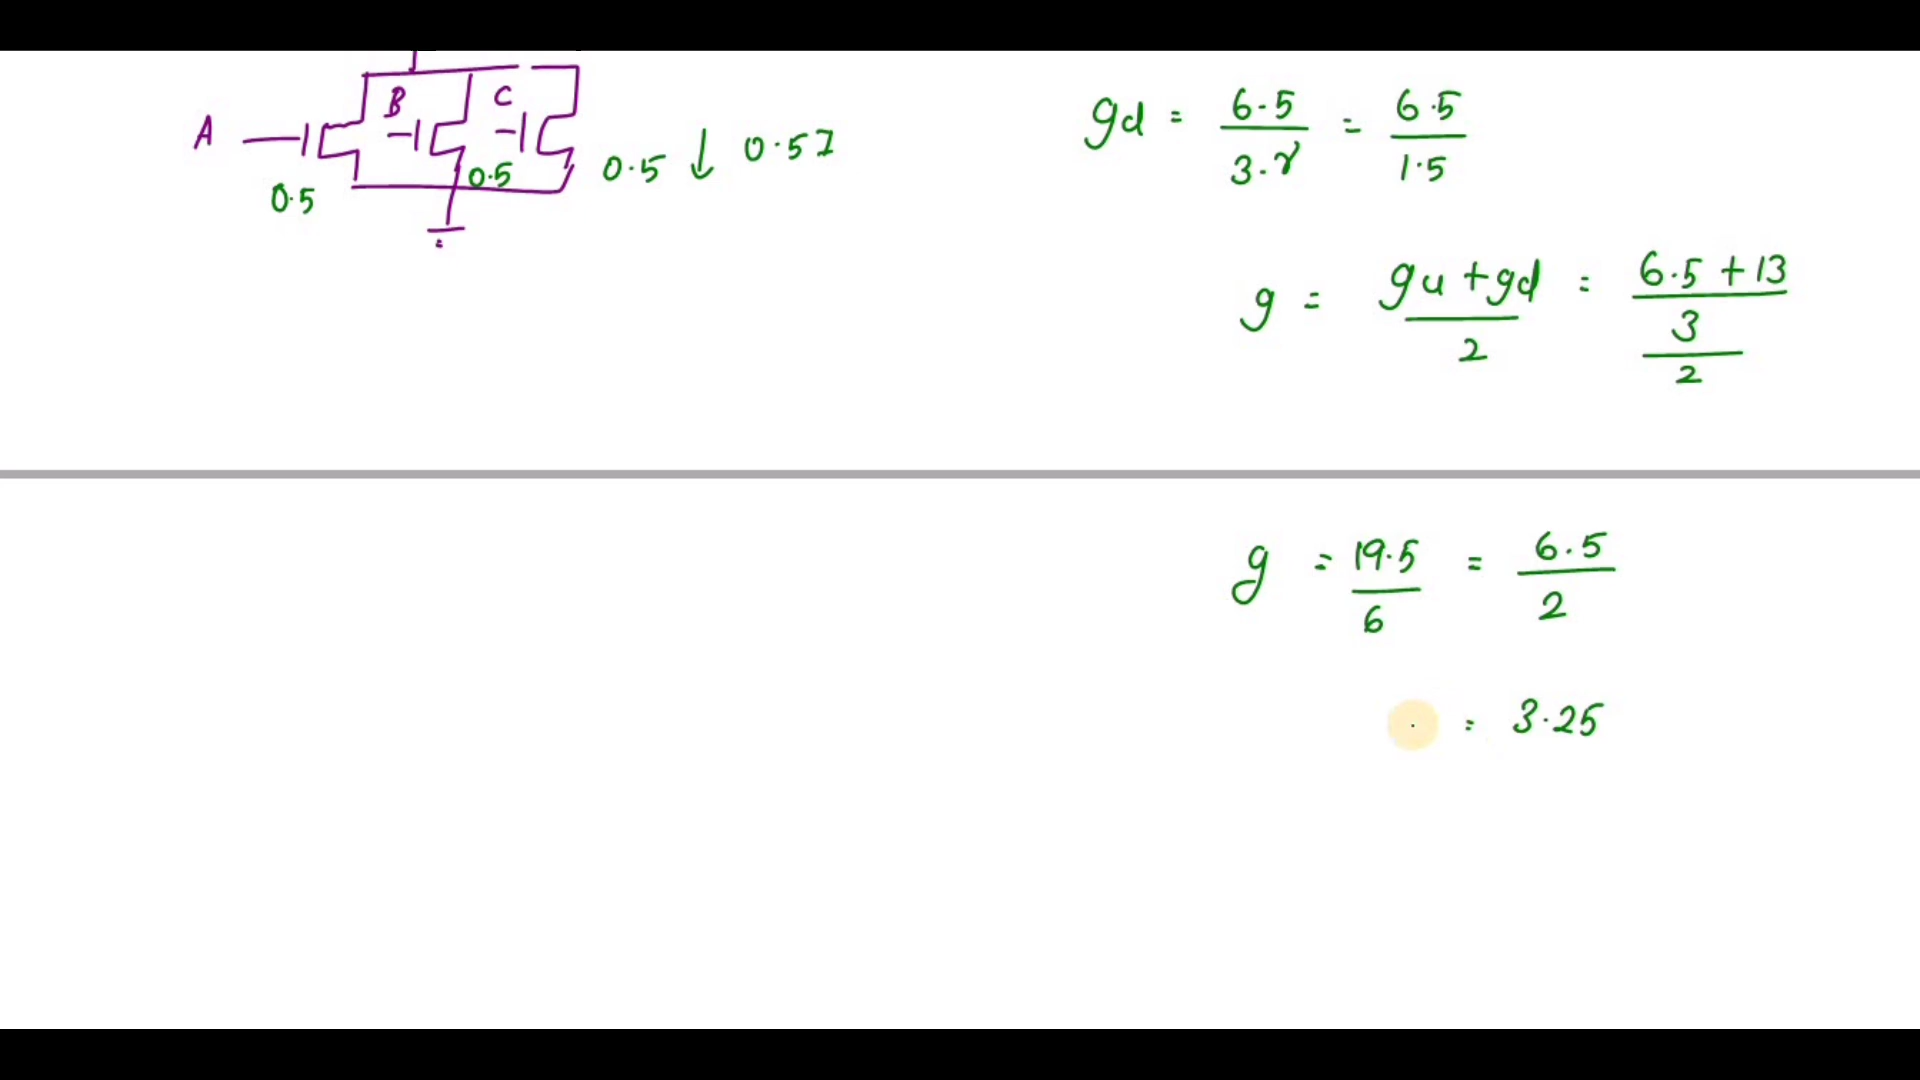 A B C
0.5 0.5 0.5 ↓ 0.5I
gd = 6.5/3.r = 6.5/1.5
g = (gu + gd)/2 = ((6.5 + 13)/3)/2
g = 19.5/6 = 6.5/2
= 3.25